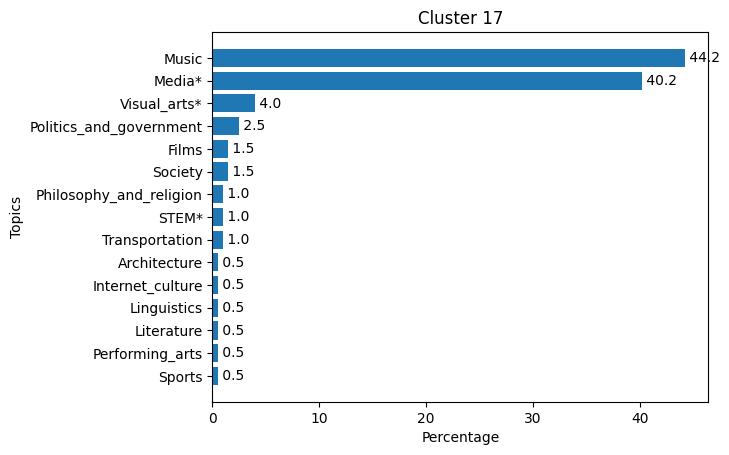 Cluster 17
Music 44.2
Media* 40.2
Visual_arts* 4.0
Politics_and_government 2.5
Films 1.5
Society 1.5
Philosophy_and_religion 1.0
STEM* 1.0
Transportation 1.0
Architecture 0.5
Internet_culture 0.5
Linguistics 0.5
Literature 0.5
Performing_arts 0.5
Sports 0.5
Topics
0 10 20 30 40
Percentage